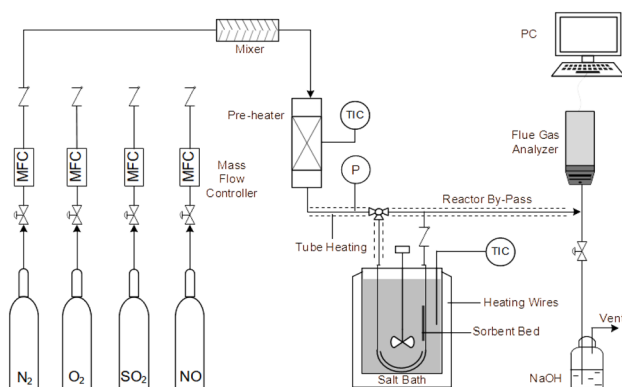 PC
Mixer
Pre-heater
TIC
Flue Gas
Analyzer
MFC
MFC
MFC
MFC
Mass
Flow
Controller
P
Reactor By-Pass
Tube Heating
TIC
Heating Wires
Sorbent Bed
Vent
N₂
O₂
SO₂
NO
Salt Bath
NaOH